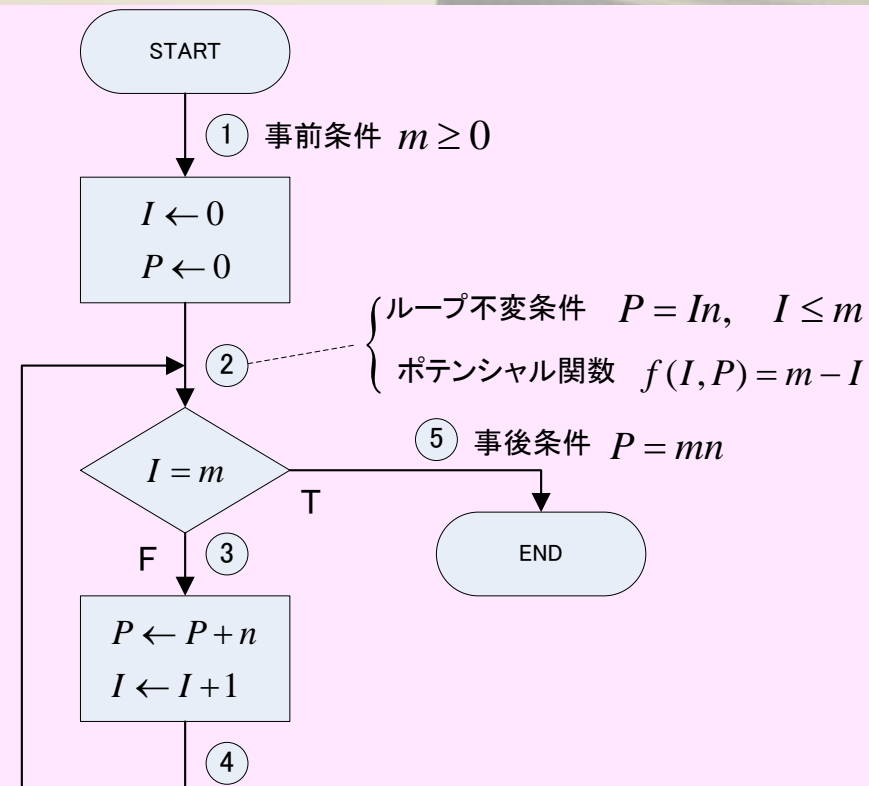 START
① 事前条件 m ≥ 0
I ← 0
P ← 0
② ループ不変条件 P = In, I ≤ m
ポテンシャル関数 f(I, P) = m − I
I = m
T
⑤ 事後条件 P = mn
END
F
③
P ← P + n
I ← I + 1
④